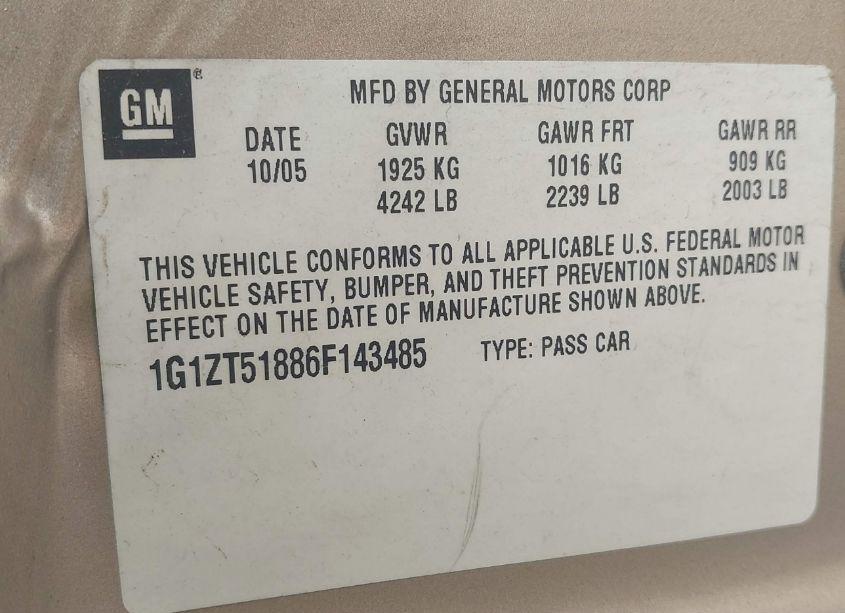 GM ®
MFD BY GENERAL MOTORS CORP
DATE GVWR GAWR FRT GAWR RR
10/05 1925 KG 1016 KG 909 KG
4242 LB 2239 LB 2003 LB
THIS VEHICLE CONFORMS TO ALL APPLICABLE U.S. FEDERAL MOTOR
VEHICLE SAFETY, BUMPER, AND THEFT PREVENTION STANDARDS IN
EFFECT ON THE DATE OF MANUFACTURE SHOWN ABOVE.
1G1ZT51886F143485 TYPE: PASS CAR